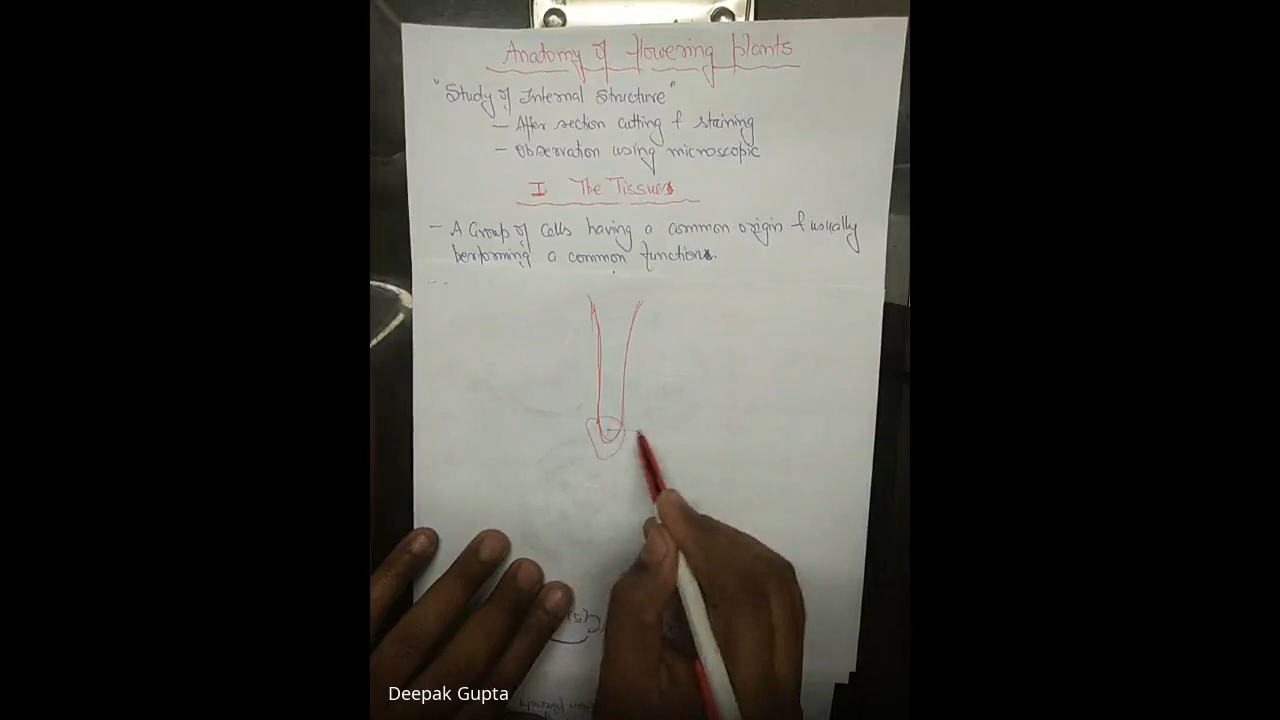 Anatomy of flowering plants
"Study of Internal Structure"
- After section cutting & staining
- Observation using microscopic
I The Tissues
- A Group of cells having a common origin & usually
performing a common function.
Deepak Gupta